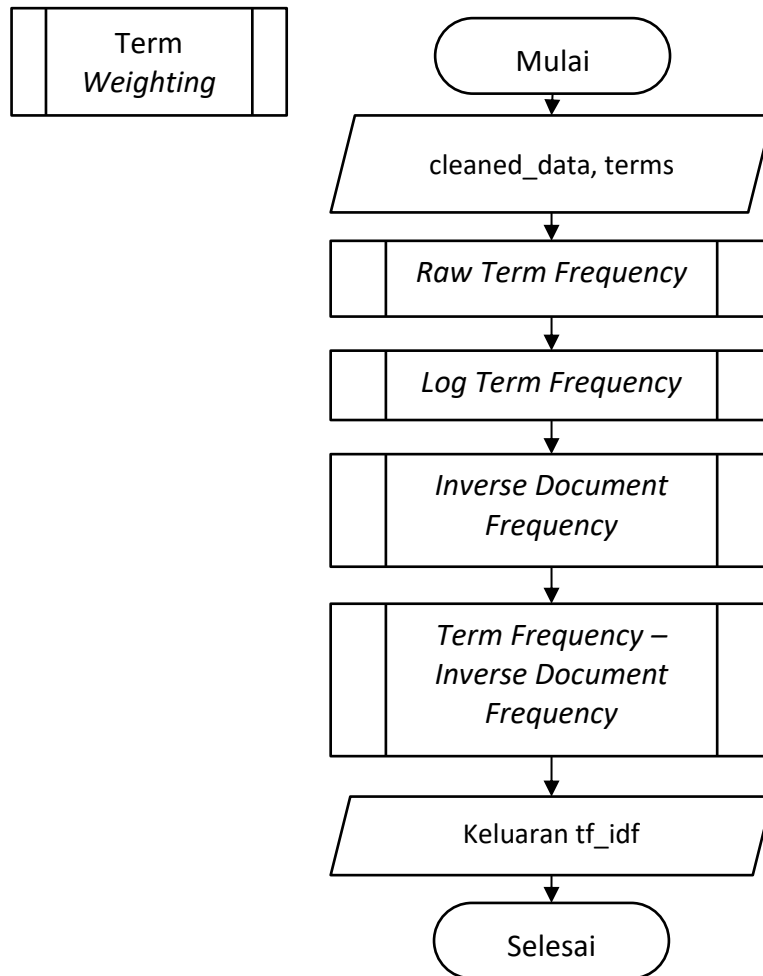 Term
Weighting
Mulai
cleaned_data, terms
Raw Term Frequency
Log Term Frequency
Inverse Document
Frequency
Term Frequency –
Inverse Document
Frequency
Keluaran tf_idf
Selesai